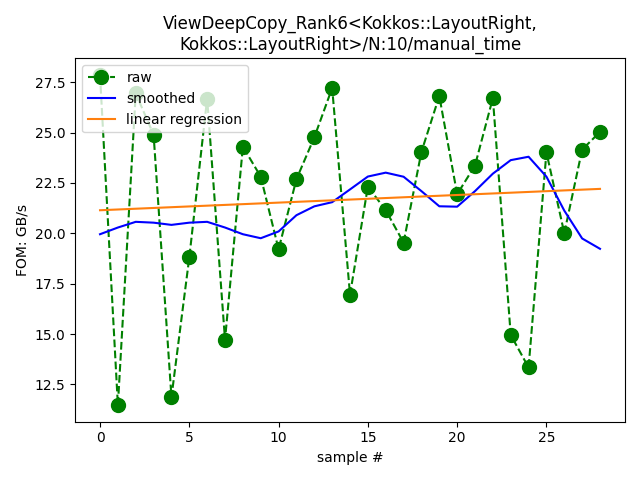 ViewDeepCopy_Rank6<Kokkos::LayoutRight,
Kokkos::LayoutRight>/N:10/manual_time
raw
smoothed
linear regression
FOM: GB/s
27.5
25.0
22.5
20.0
17.5
15.0
12.5
0
5
10
15
20
25
sample #